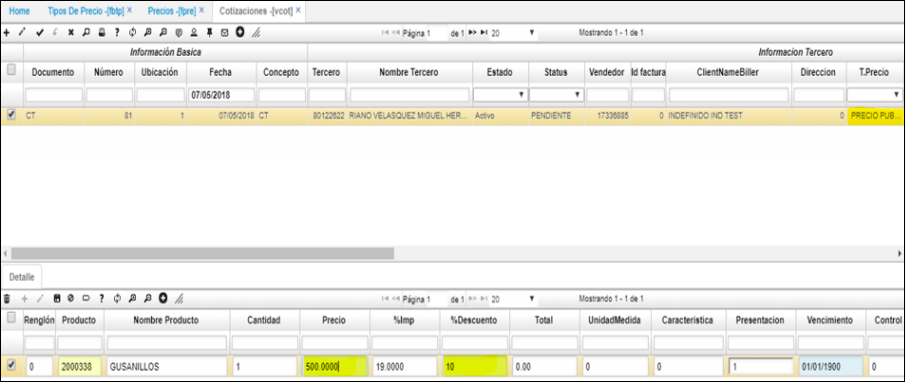 Home Tipos De Precio -[fbtp] X Precios -[fpre] X Cotizaciones -[vcot] X
Página 1 de 1 20 Mostrando 1 - 1 de 1
Información Basica Informacion Tercero
Documento Número Ubicación Fecha Concepto Tercero Nombre Tercero Estado Status Vendedor Id factura ClientNameBiller Direccion T.Precio
07/05/2018
CT 81 1 07/05/2018 CT 80122622 RIANO VELASQUEZ MIGUEL HER... Activo PENDIENTE 17336885 0 INDEFINIDO IND TEST 0 PRECIO PUB...
Detalle
Página 1 de 1 20 Mostrando 1 - 1 de 1
Renglón Producto Nombre Producto Cantidad Precio %Imp %Descuento Total UnidadMedida Caracteristica Presentacion Vencimiento Control
0 2000338 GUSANILLOS 1 500.0000 19.0000 10 0.00 0 0 1 01/01/1900 0